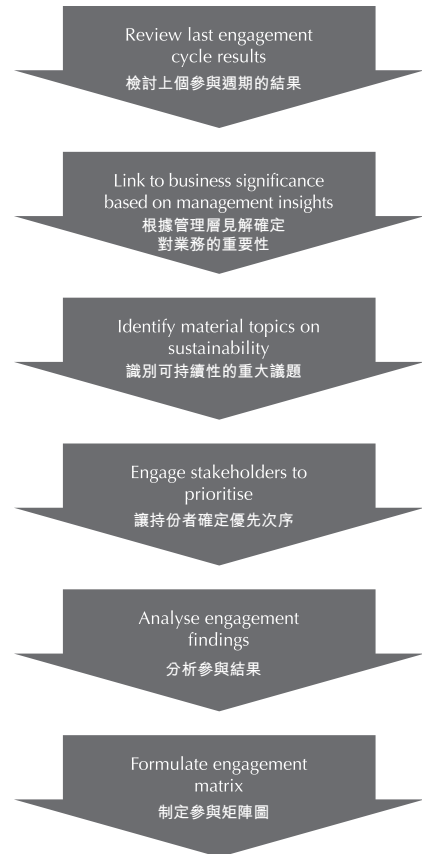 Review last engagement
cycle results
檢討上個參與週期的結果
Link to business significance
based on management insights
根據管理層見解確定
對業務的重要性
Identify material topics on
sustainability
識別可持續性的重大議題
Engage stakeholders to
prioritise
讓持份者確定優先次序
Analyse engagement
findings
分析參與結果
Formulate engagement
matrix
制定參與矩陣圖